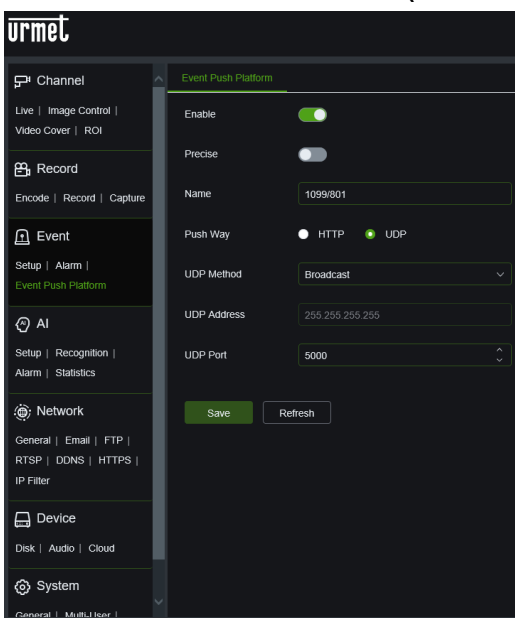 urmet
Channel
Live | Image Control |
Video Cover | ROI
Record
Encode | Record | Capture
Event
Setup | Alarm |
Event Push Platform
AI
Setup | Recognition |
Alarm | Statistics
Network
General | Email | FTP |
RTSP | DDNS | HTTPS |
IP Filter
Device
Disk | Audio | Cloud
System
General | Multi-User |
Event Push Platform
Enable
Precise
Name 1099/801
Push Way HTTP UDP
UDP Method Broadcast
UDP Address 255.255.255.255
UDP Port 5000
Save Refresh